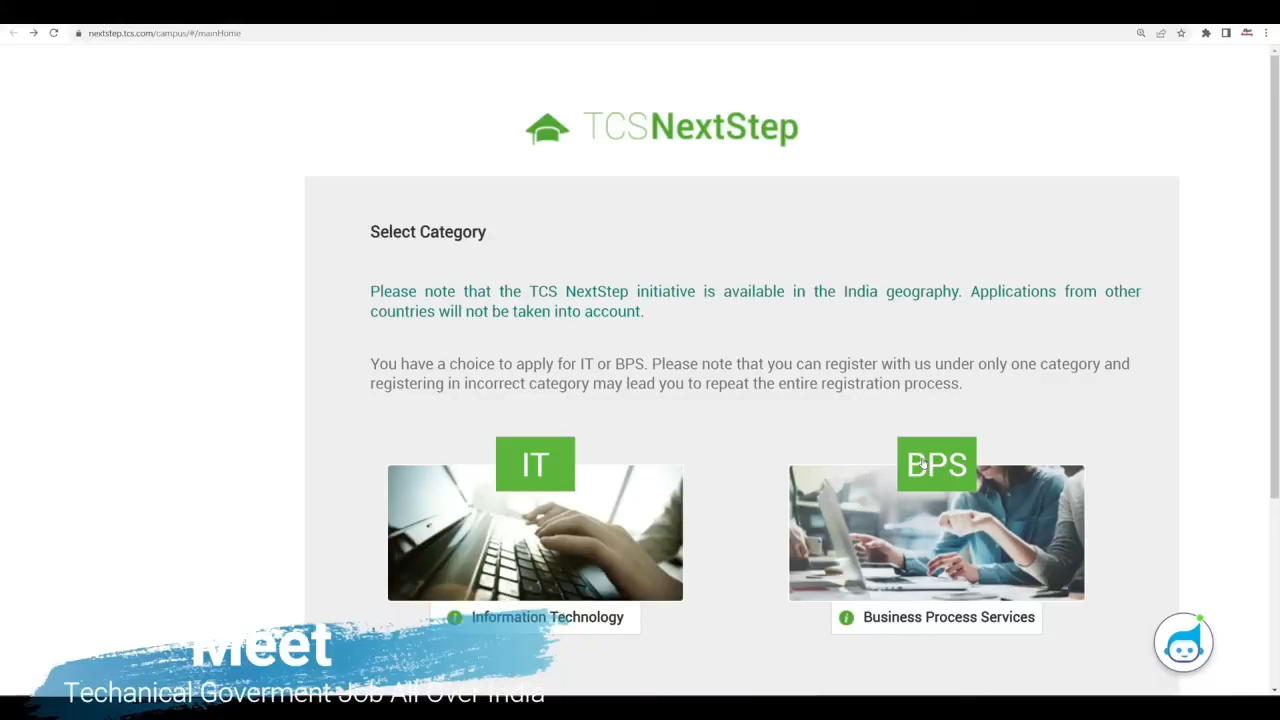 nextstep.tcs.com/campus/#/mainHome
TCSNextStep
Select Category
Please note that the TCS NextStep initiative is available in the India geography. Applications from other
countries will not be taken into account.
You have a choice to apply for IT or BPS. Please note that you can register with us under only one category and
registering in incorrect category may lead you to repeat the entire registration process.
IT
BPS
Information Technology
Business Process Services
Meet
Techanical Goverment Job All Over India